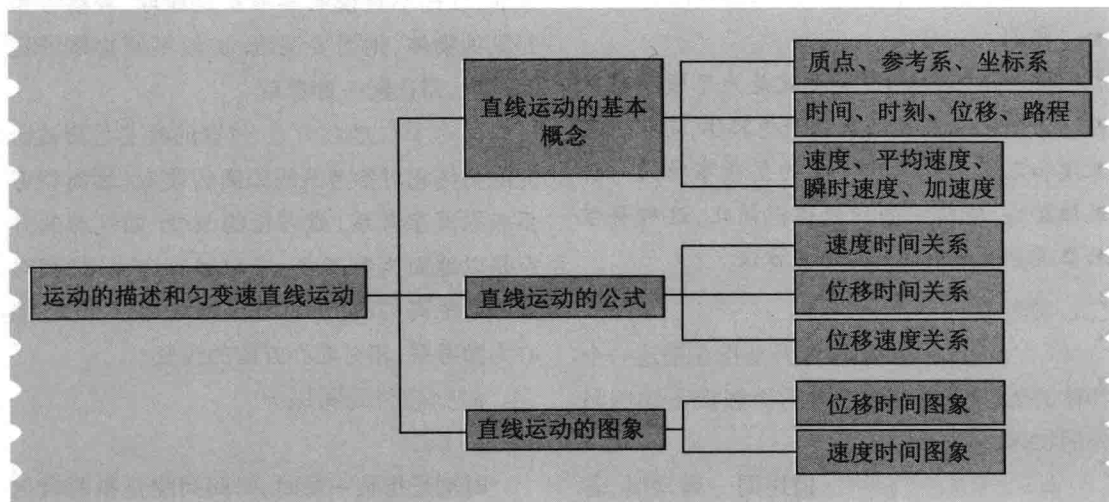 质点、参考系、坐标系
直线运动的基本
概念
时间、时刻、位移、路程
速度、平均速度、
瞬时速度、加速度
速度时间关系
运动的描述和匀变速直线运动
直线运动的公式
位移时间关系
位移速度关系
位移时间图象
直线运动的图象
速度时间图象